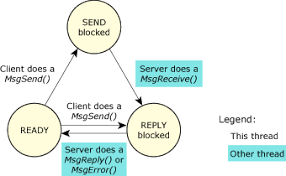 SEND
blocked
Client does a
MsgSend()
Server does a
MsgReceive()
Client does a
MsgSend()
READY
REPLY
blocked
Server does a
MsgReply() or
MsgError()
Legend:
This thread
Other thread